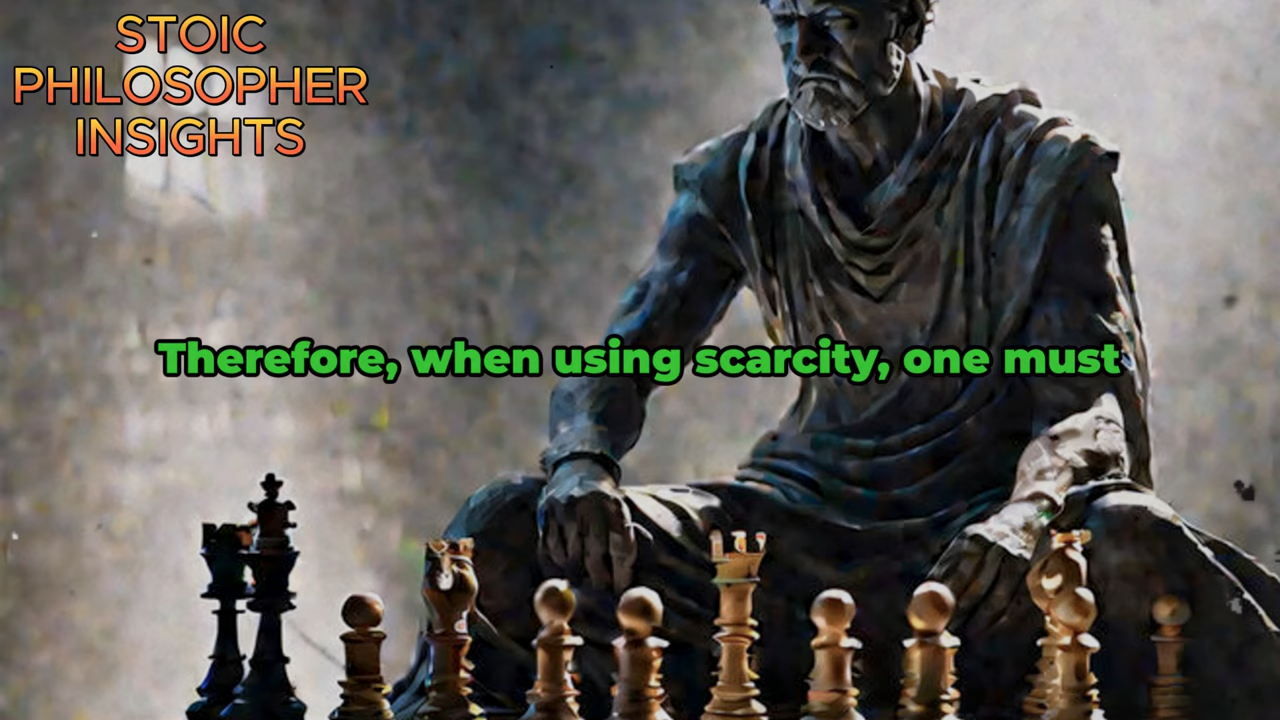 STOIC
PHILOSOPHER
INSIGHTS
Therefore, when using scarcity, one must